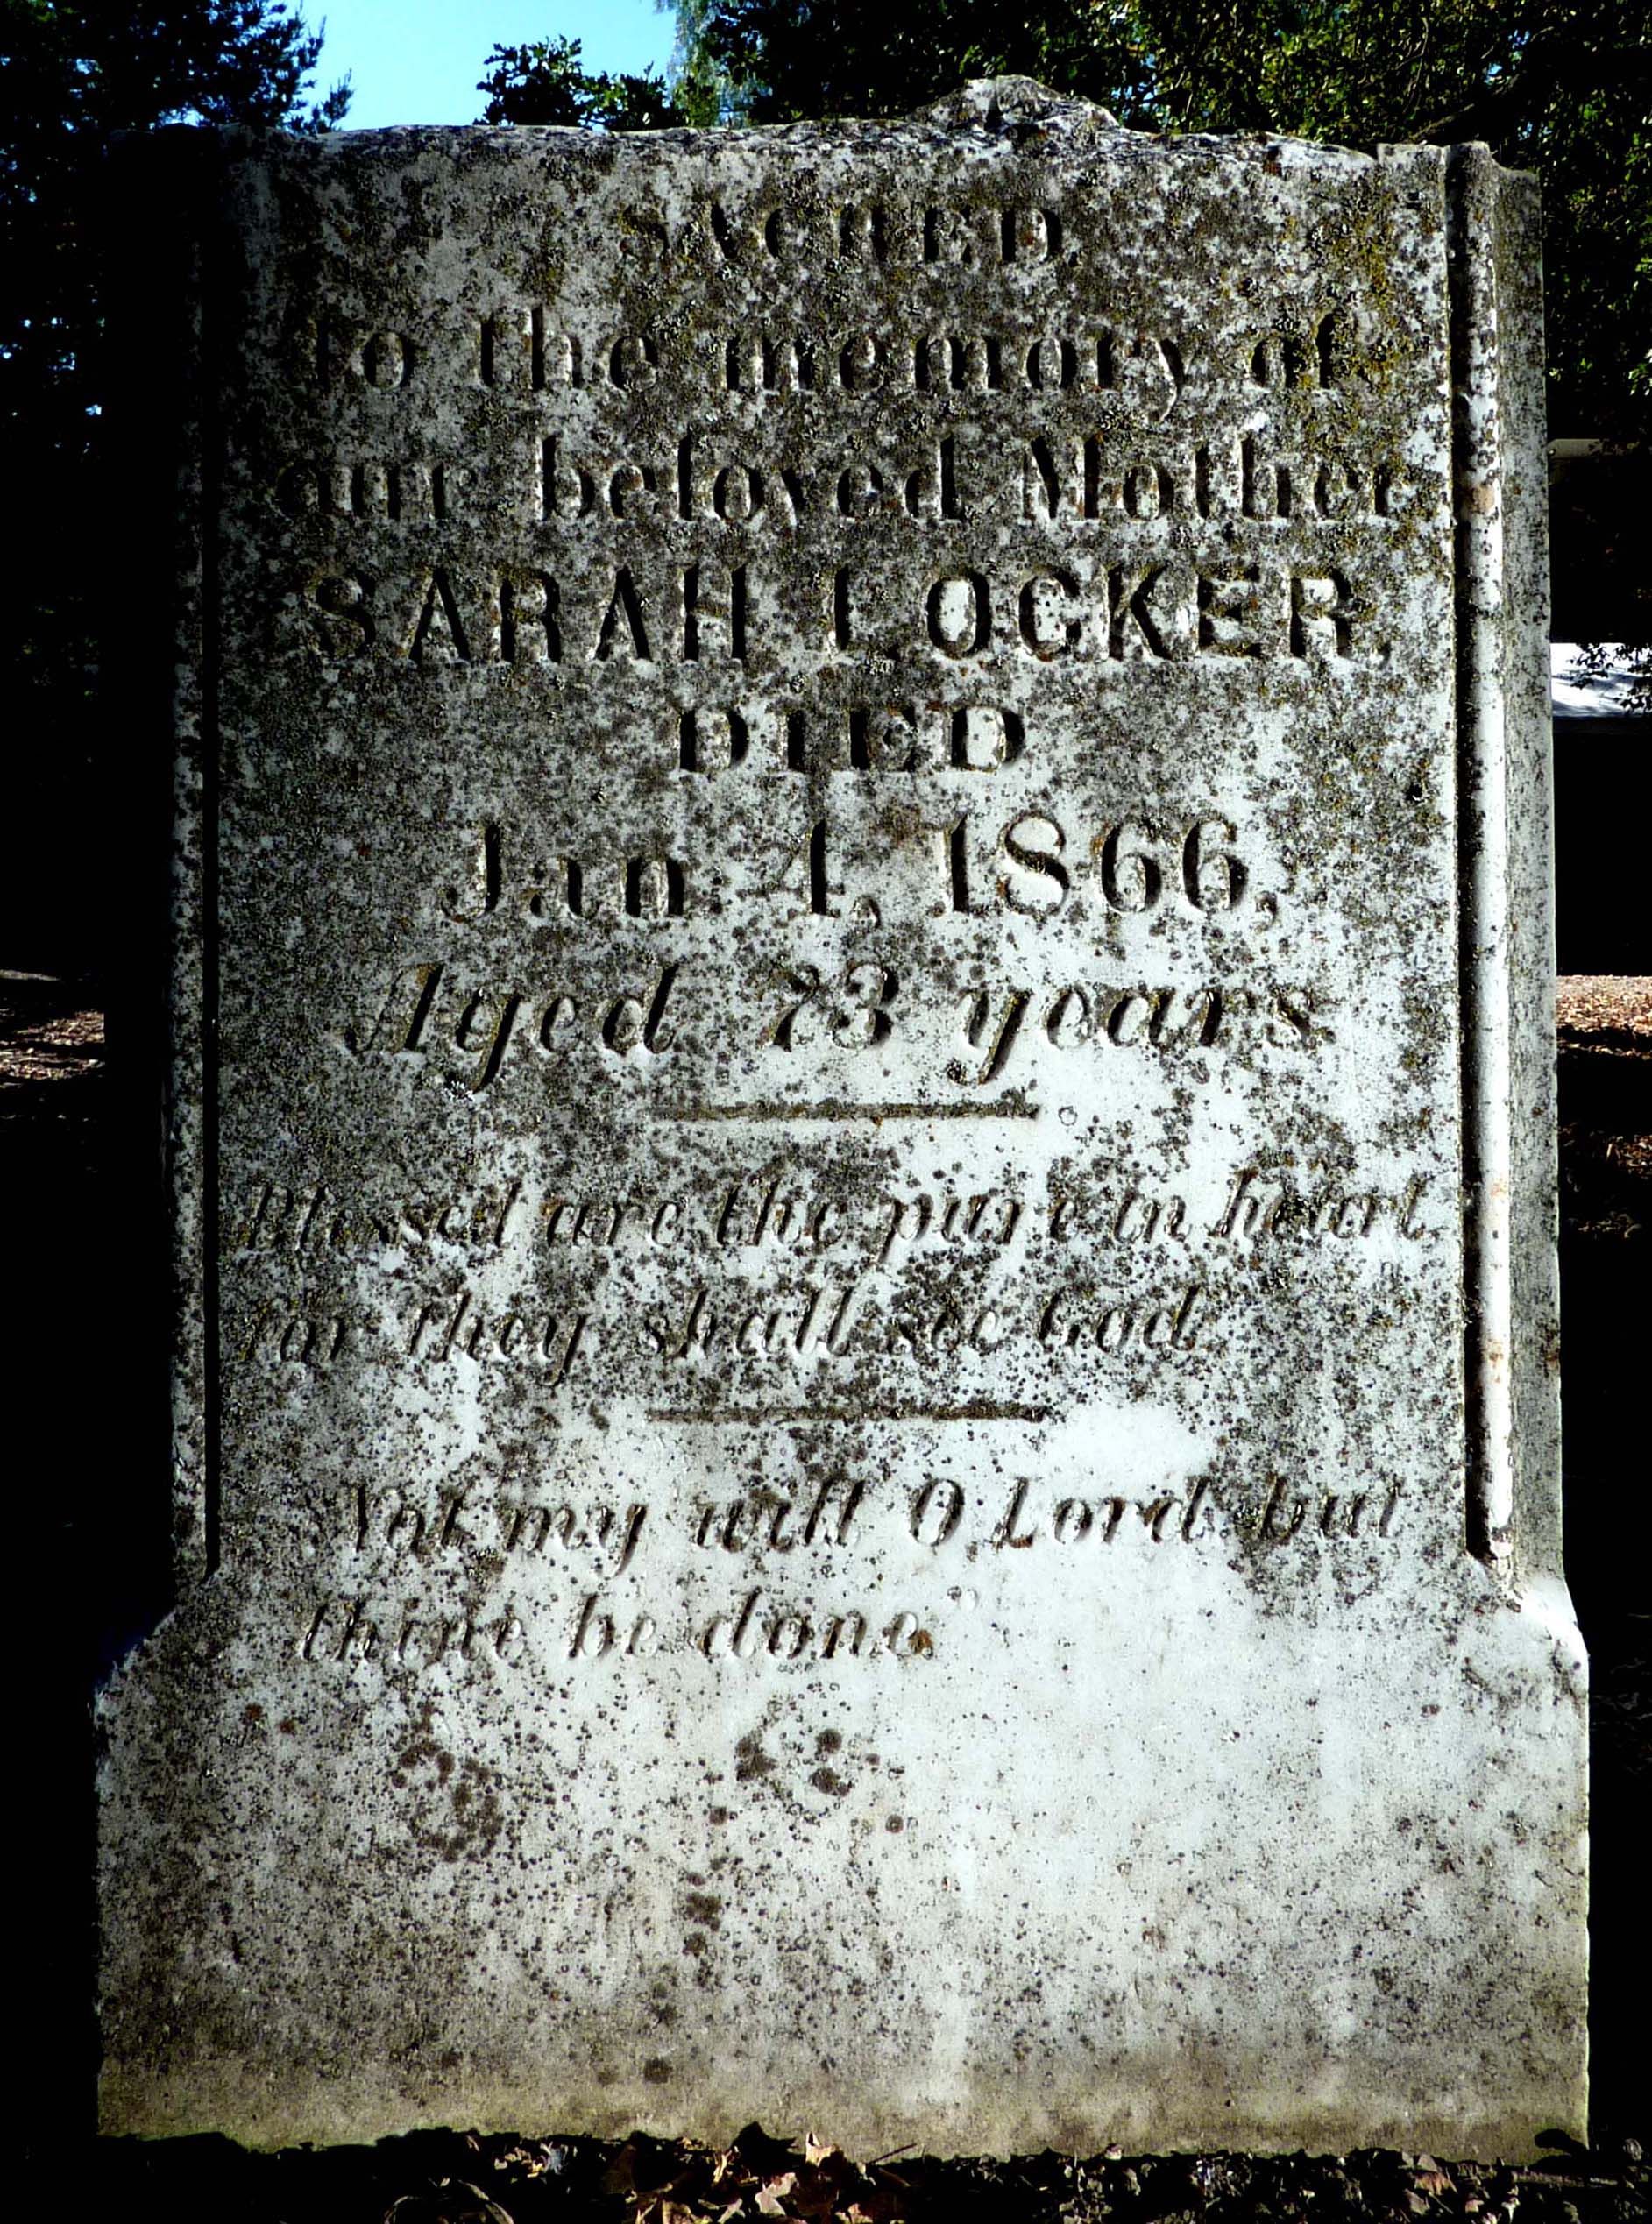 SACRED
To the memory of
our beloved Mother
SARAH LOCKER,
DIED
Jan. 4, 1866,
Aged 73 years
Blessed are the pure in heart
for they shall see God.
Not my will O Lord but
thine be done."